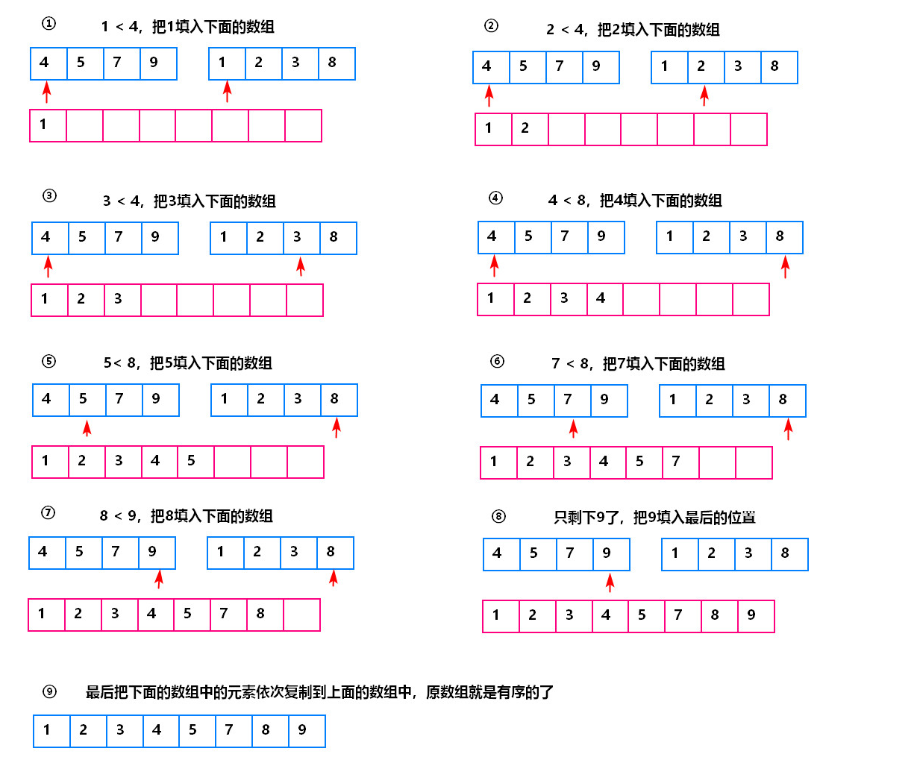 ① 1 < 4，把1填入下面的数组
4 5 7 9 1 2 3 8
1
② 2 < 4，把2填入下面的数组
4 5 7 9 1 2 3 8
1 2
③ 3 < 4，把3填入下面的数组
4 5 7 9 1 2 3 8
1 2 3
④ 4 < 8，把4填入下面的数组
4 5 7 9 1 2 3 8
1 2 3 4
⑤ 5< 8，把5填入下面的数组
4 5 7 9 1 2 3 8
1 2 3 4 5
⑥ 7 < 8，把7填入下面的数组
4 5 7 9 1 2 3 8
1 2 3 4 5 7
⑦ 8 < 9，把8填入下面的数组
4 5 7 9 1 2 3 8
1 2 3 4 5 7 8
⑧ 只剩下9了，把9填入最后的位置
4 5 7 9 1 2 3 8
1 2 3 4 5 7 8 9
⑨ 最后把下面的数组中的元素依次复制到上面的数组中，原数组就是有序的了
1 2 3 4 5 7 8 9